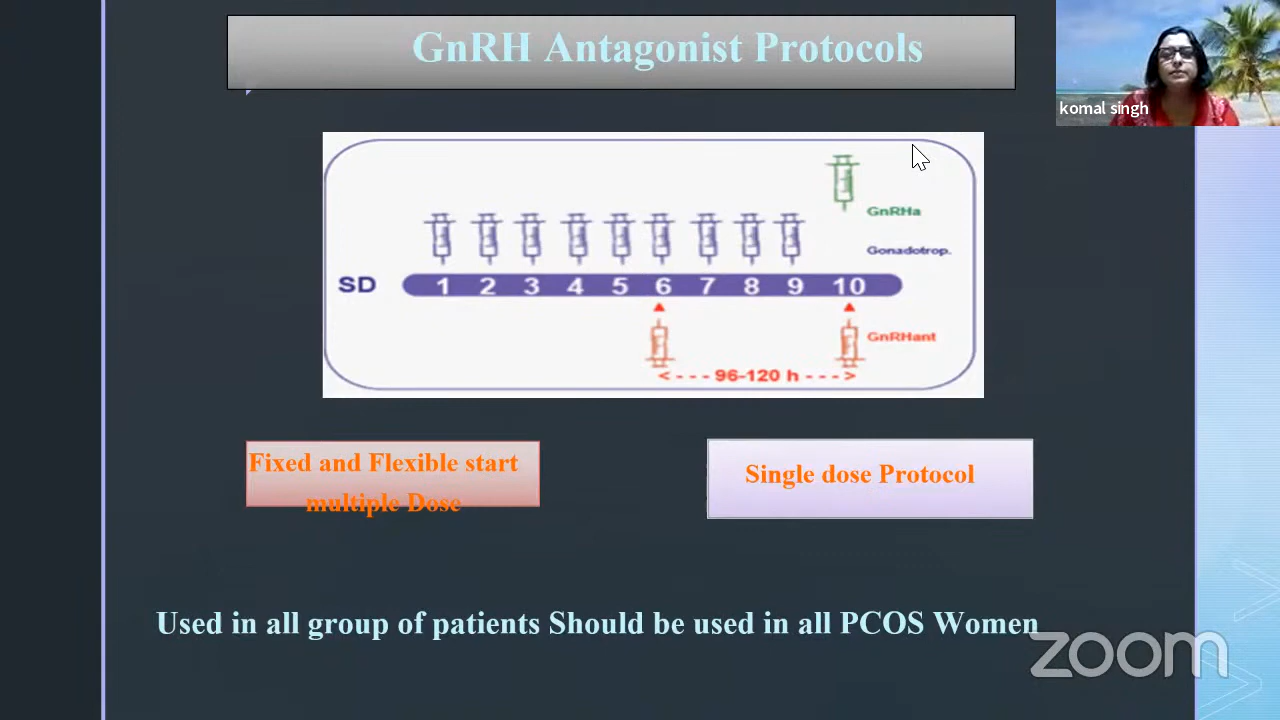 GnRH Antagonist Protocols
komal singh
GnRHa
Gonadotrop.
SD 1 2 3 4 5 6 7 8 9 10
GnRHant
<---96-120 h--->
Fixed and Flexible start
multiple Dose
Single dose Protocol
Used in all group of patients Should be used in all PCOS Women
zoom